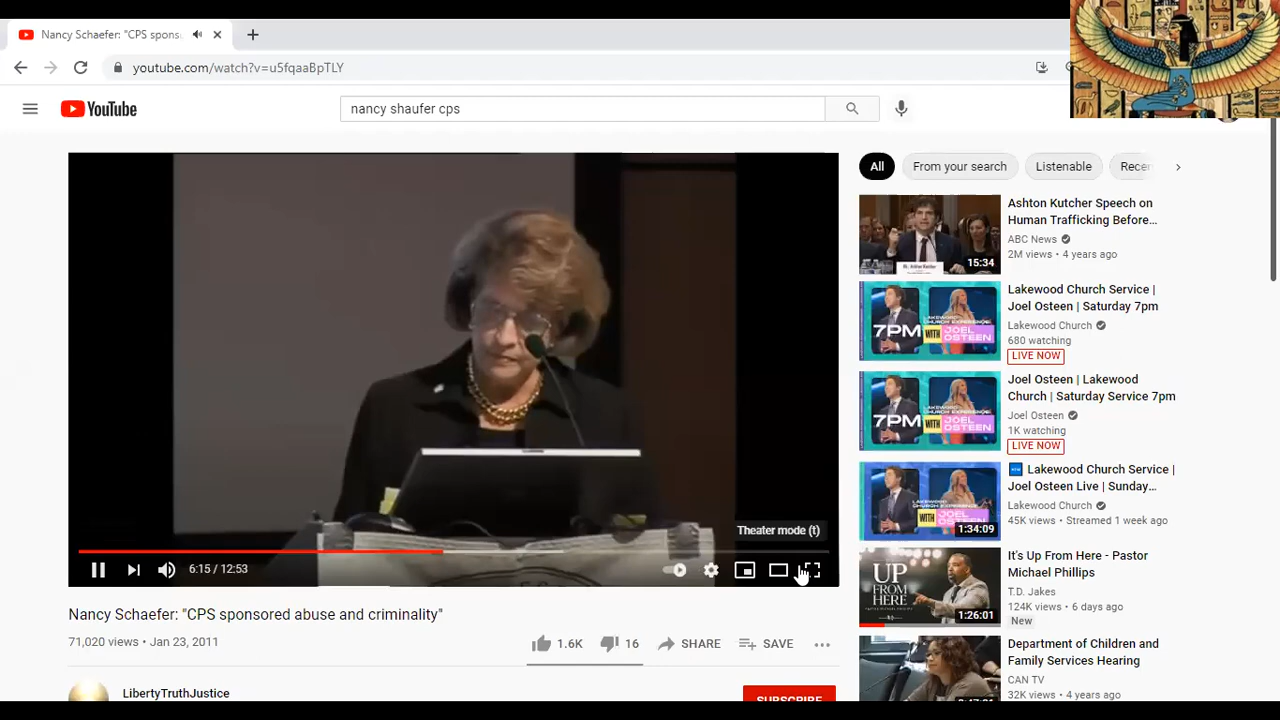 Nancy Schaefer: "CPS spons
youtube.com/watch?v=u5fqaaBpTLY
YouTube
nancy shaufer cps
All
From your search
Listenable
Recen
Theater mode (t)
6:15 / 12:53
Nancy Schaefer: "CPS sponsored abuse and criminality"
71,020 views • Jan 23, 2011
1.6K
16
SHARE
SAVE
LibertyTruthJustice
SUBSCRIBE
15:34
Ashton Kutcher Speech on
Human Trafficking Before…
ABC News
2M views • 4 years ago
7PM
WITH JOEL OSTEEN
Lakewood Church Service |
Joel Osteen | Saturday 7pm
Lakewood Church
680 watching
LIVE NOW
7PM
WITH JOEL OSTEEN
Joel Osteen | Lakewood
Church | Saturday Service 7pm
Joel Osteen
1K watching
LIVE NOW
WITH JOEL OSTEEN
1:34:09
Lakewood Church Service |
Joel Osteen Live | Sunday…
Lakewood Church
45K views • Streamed 1 week ago
UP FROM HERE
1:26:01
It's Up From Here - Pastor
Michael Phillips
T.D. Jakes
124K views • 6 days ago
New
Department of Children and
Family Services Hearing
CAN TV
32K views • 4 years ago